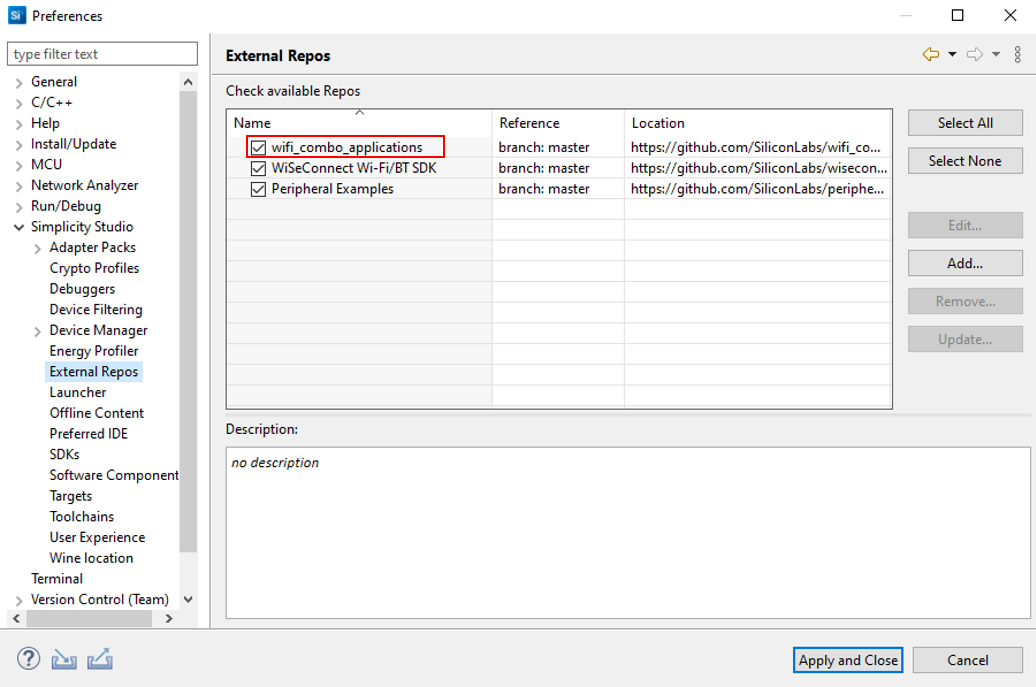 Si Preferences
type filter text
General
C/C++
Help
Install/Update
MCU
Network Analyzer
Run/Debug
Simplicity Studio
Adapter Packs
Crypto Profiles
Debuggers
Device Filtering
Device Manager
Energy Profiler
External Repos
Launcher
Offline Content
Preferred IDE
SDKs
Software Component
Targets
Toolchains
User Experience
Wine location
Terminal
Version Control (Team)
External Repos
Check available Repos
Name Reference Location
wifi_combo_applications branch: master https://github.com/SiliconLabs/wifi_co...
WiSeConnect Wi-Fi/BT SDK branch: master https://github.com/SiliconLabs/wisecon...
Peripheral Examples branch: master https://github.com/SiliconLabs/periphe...
Select All
Select None
Edit...
Add...
Remove...
Update...
Description:
no description
?
Apply and Close Cancel